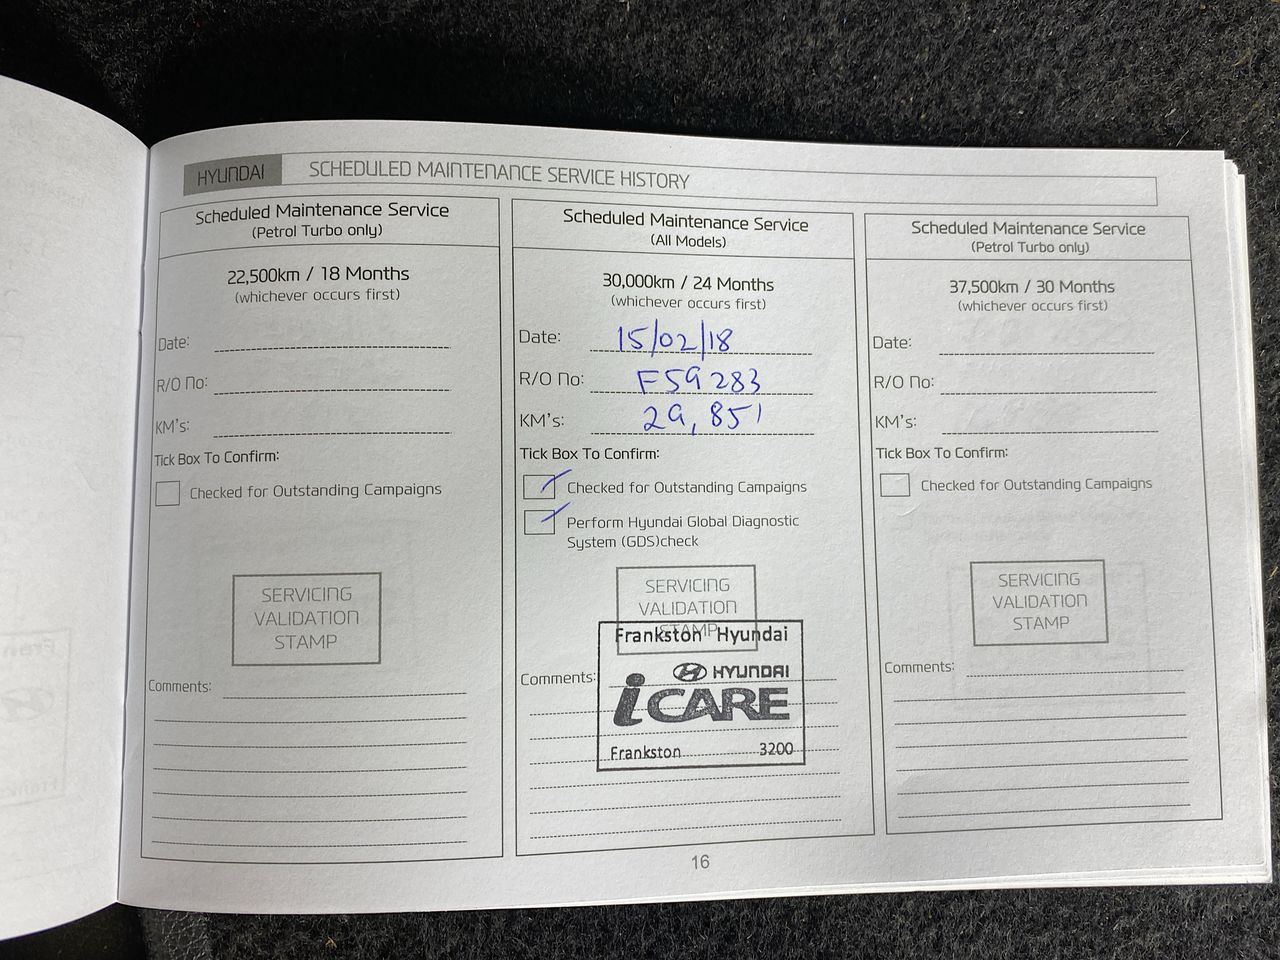 HYUNDAI SCHEDULED MAINTENANCE SERVICE HISTORY
Scheduled Maintenance Service
(Petrol Turbo only)
22,500km / 18 Months
(whichever occurs first)
Date:
R/O No:
KM's:
Tick Box To Confirm:
Checked for Outstanding Campaigns
SERVICING
VALIDATION
STAMP
Comments:
Scheduled Maintenance Service
(All Models)
30,000km / 24 Months
(whichever occurs first)
Date: 15/02/18
R/O No: F59283
KM's: 29,851
Tick Box To Confirm:
Checked for Outstanding Campaigns
Perform Hyundai Global Diagnostic
System (GDS)check
SERVICING
VALIDATION
STAMP
Frankston Hyundai
Comments:
HYUNDAI
iCARE
Frankston 3200
Scheduled Maintenance Service
(Petrol Turbo only)
37,500km / 30 Months
(whichever occurs first)
Date:
R/O No:
KM's:
Tick Box To Confirm:
Checked for Outstanding Campaigns
SERVICING
VALIDATION
STAMP
Comments:
16